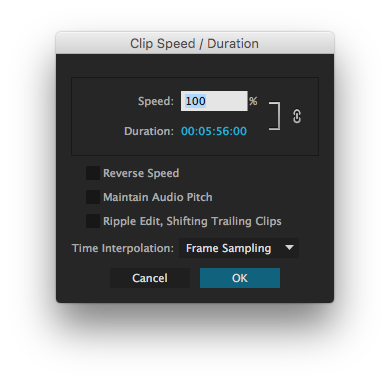 Clip Speed / Duration
Speed: 100 %
Duration: 00:05:56:00
Reverse Speed
Maintain Audio Pitch
Ripple Edit, Shifting Trailing Clips
Time Interpolation: Frame Sampling
Cancel OK